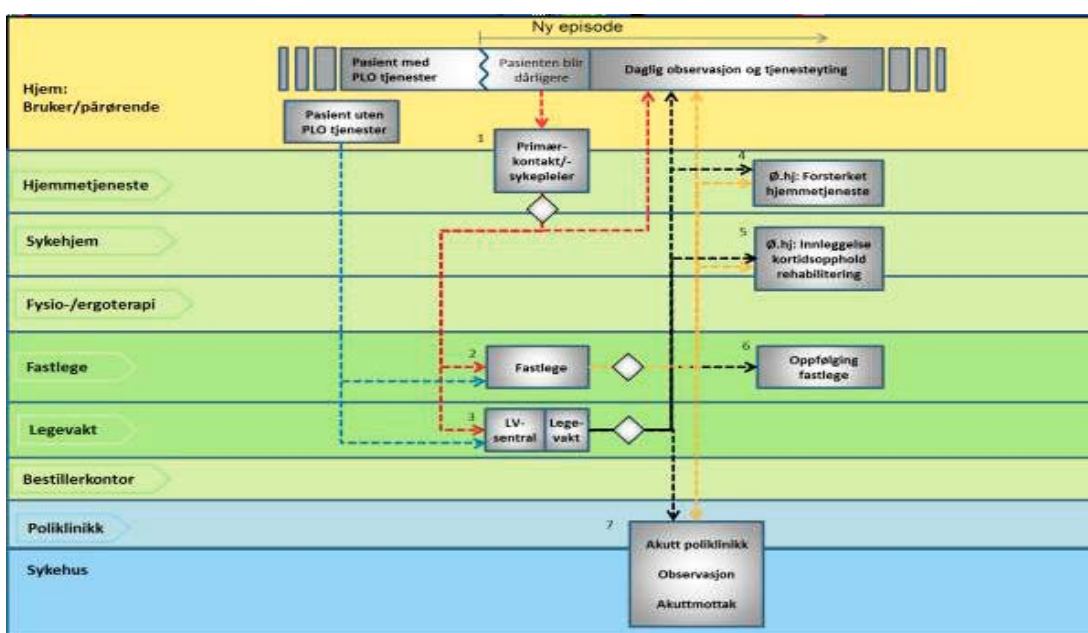 Ny episode
Pasient med
PLO tjenester
Pasienten blir
dårligere
Daglig observasjon og tjenesteyting
Hjem:
Bruker/pårørende
Pasient uten
PLO tjenester
1
Primær-
kontakt/-
sykepleier
Hjemmetjeneste
4
Ø.hj: Forsterket
hjemmetjeneste
Sykehjem
5
Ø.hj: Innleggelse
kortidsopphold
rehabilitering
Fysio-/ergoterapi
Fastlege
2
Fastlege
6
Oppfølging
fastlege
Legevakt
3
LV-
sentral
Lege-
vakt
Bestillerkontor
Poliklinikk
7
Akutt poliklinikk
Observasjon
Akuttmottak
Sykehus